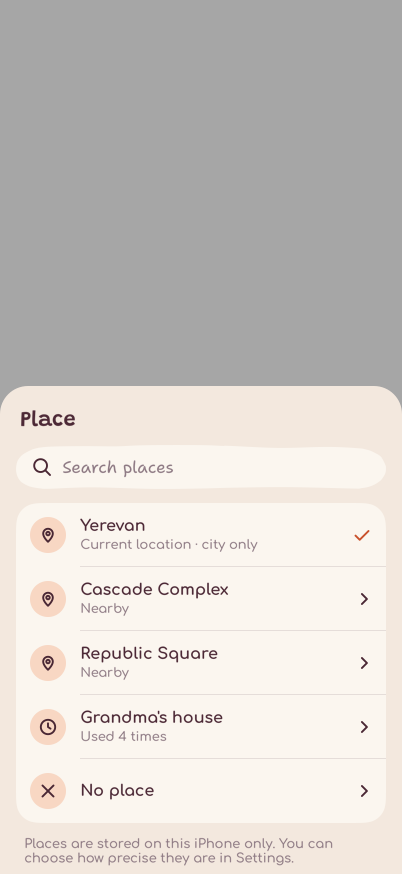 Place
Search places
Yerevan
Current location · city only
Cascade Complex
Nearby
Republic Square
Nearby
Grandma's house
Used 4 times
No place
Places are stored on this iPhone only. You can
choose how precise they are in Settings.